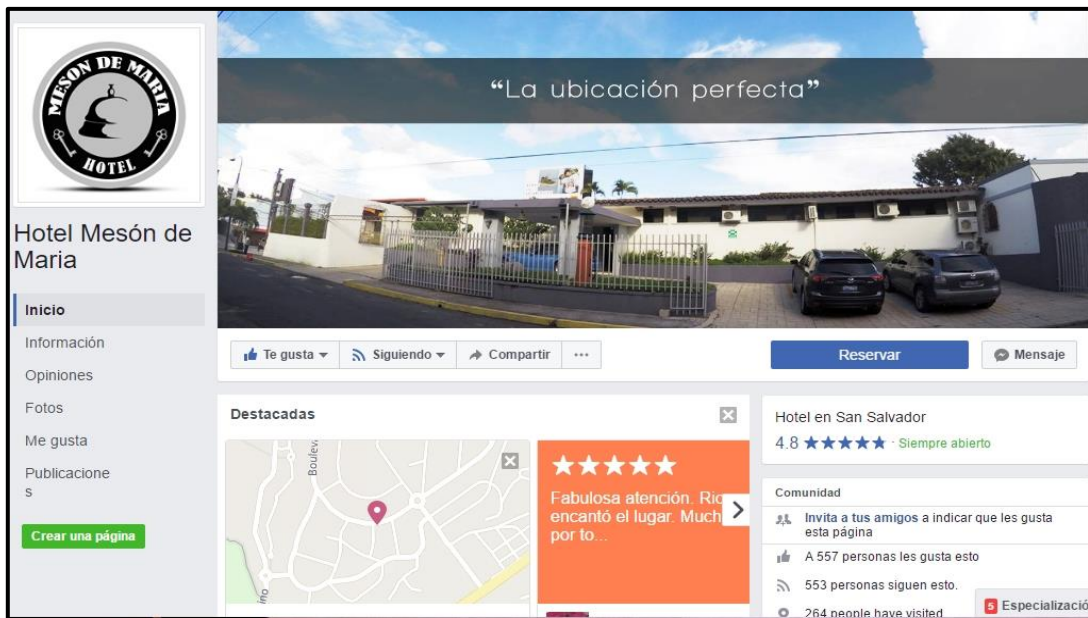 MESON DE MARIA
HOTEL
Hotel Mesón de
Maria
Inicio
Información
Opiniones
Fotos
Me gusta
Publicacione
s
Crear una página
“La ubicación perfecta”
Te gusta
Siguiendo
Compartir
Reservar
Mensaje
Destacadas
Boulev
ino
★★★★★
Fabulosa atención. Ric
encantó el lugar. Much
por to...
Hotel en San Salvador
4.8 ★★★★★ · Siempre abierto
Comunidad
Invita a tus amigos a indicar que les gusta
esta página
A 557 personas les gusta esto
553 personas siguen esto.
264 people have visited
5 Especializació